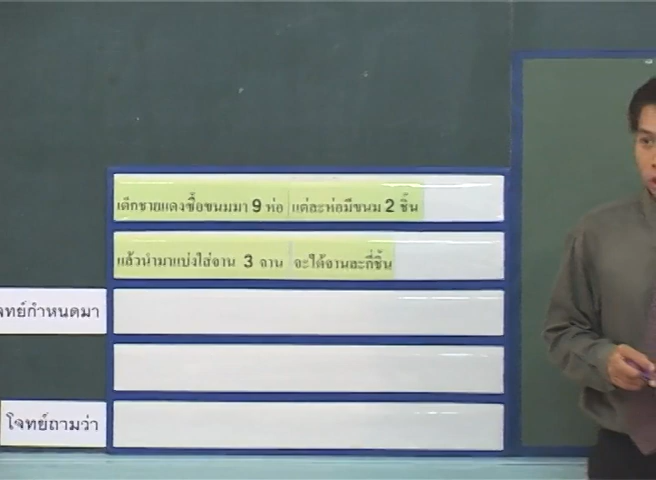 เด็กชายแดงซื้อขนมมา 9 ห่อ แต่ละห่อมีขนม 2 ชิ้น
แล้วนำมาแบ่งใส่จาน 3 จาน จะได้จานละกี่ชิ้น
โจทย์กำหนดมา
โจทย์ถามว่า